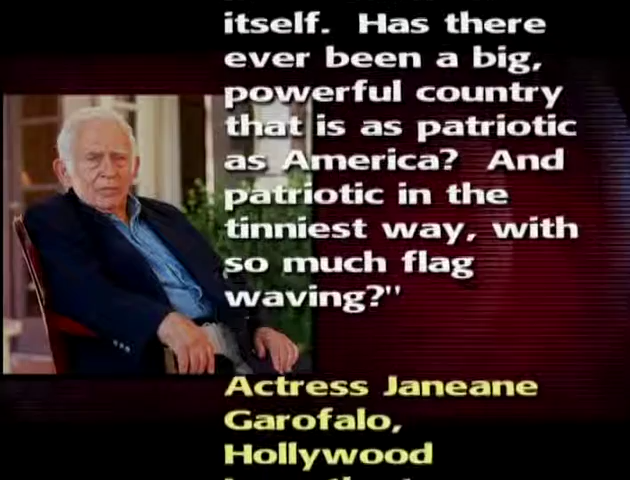 itself. Has there
ever been a big,
powerful country
that is as patriotic
as America? And
patriotic in the
tinniest way, with
so much flag
waving?"
Actress Janeane
Garofalo,
Hollywood